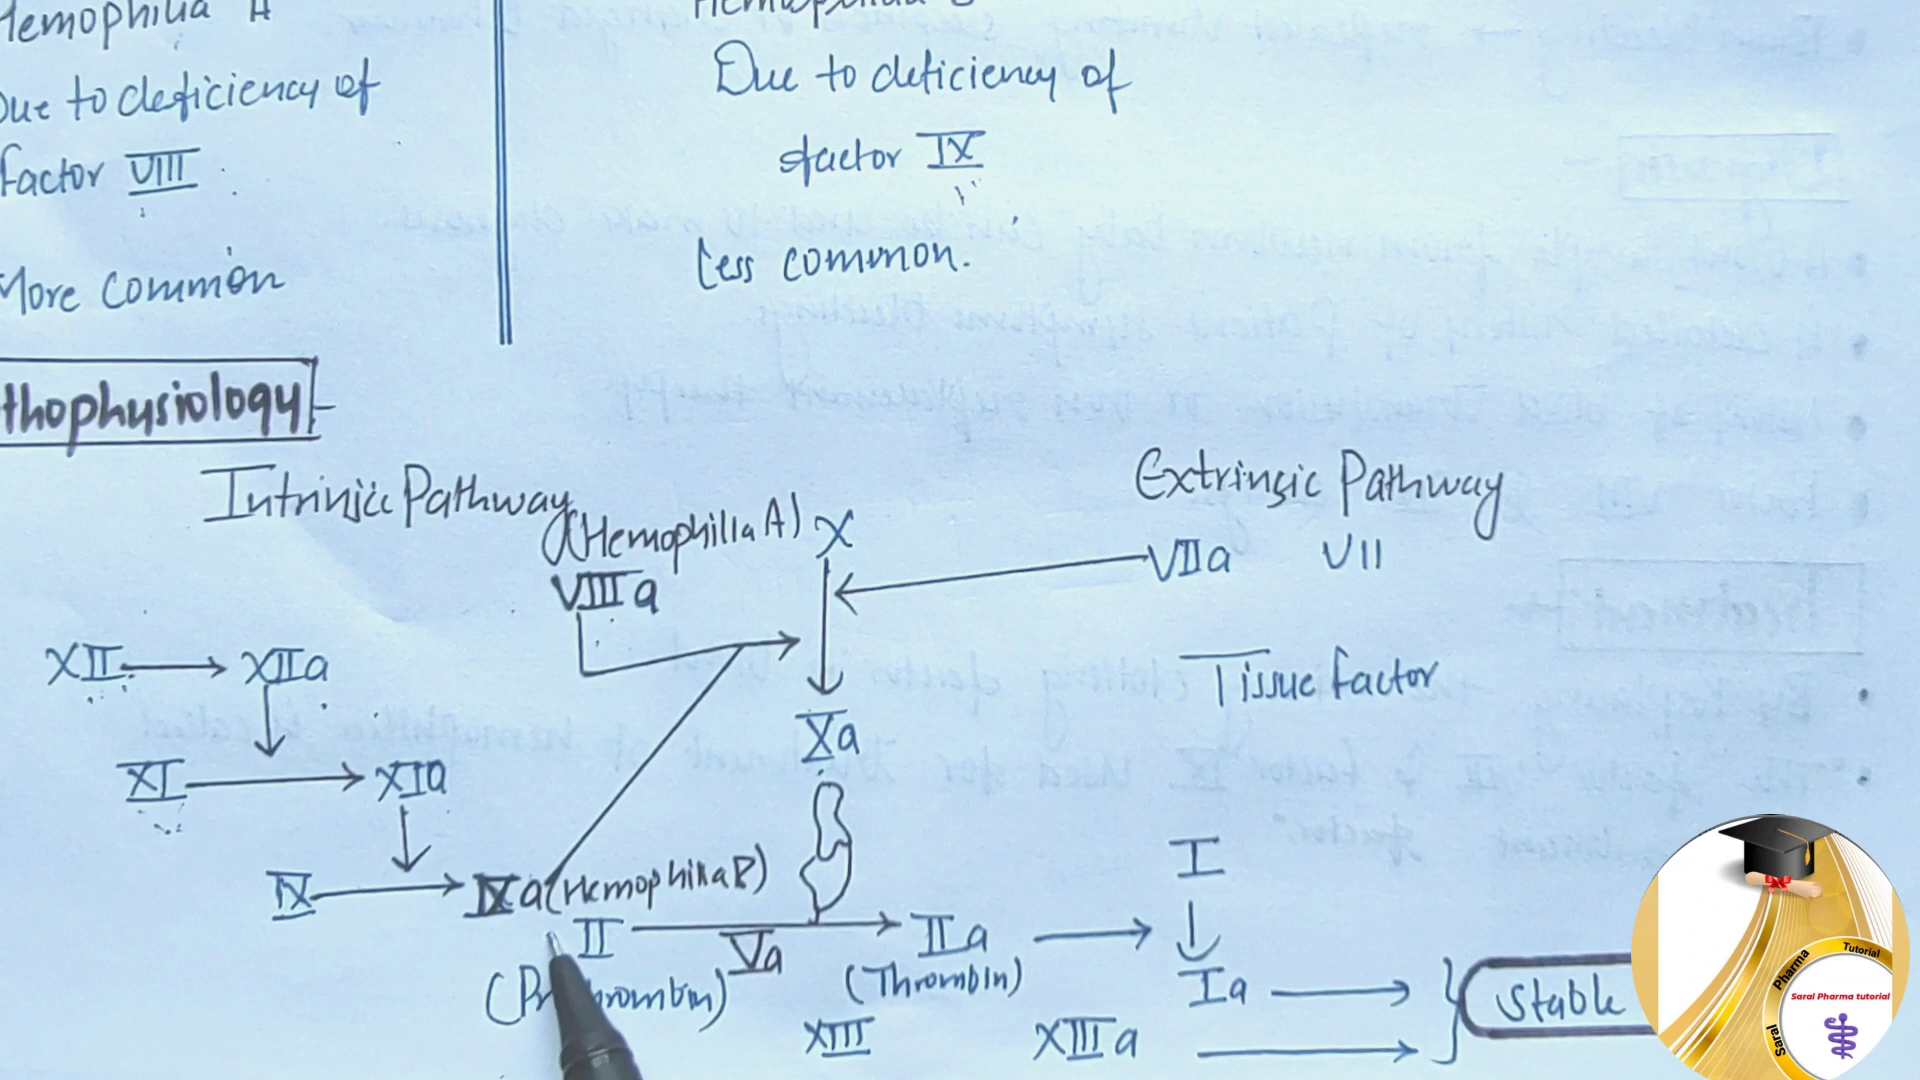 Hemophilia A
Due to deficiency of
factor VIII
More common
Due to deficiency of
factor IX
Less common.
thophysiology
Intrinsic Pathway
Extrinsic Pathway
(Hemophilia A) X
VIIa VII
VIIIa
XII XIIa
Tissue factor
Xa
XI XIa
I
IX IXa (Hemophilia B)
II Va IIa
(Thrombin)
Ia
Stable
XIII XIIIa
Pharma Tutorial
Saral Pharma tutorial
Saral